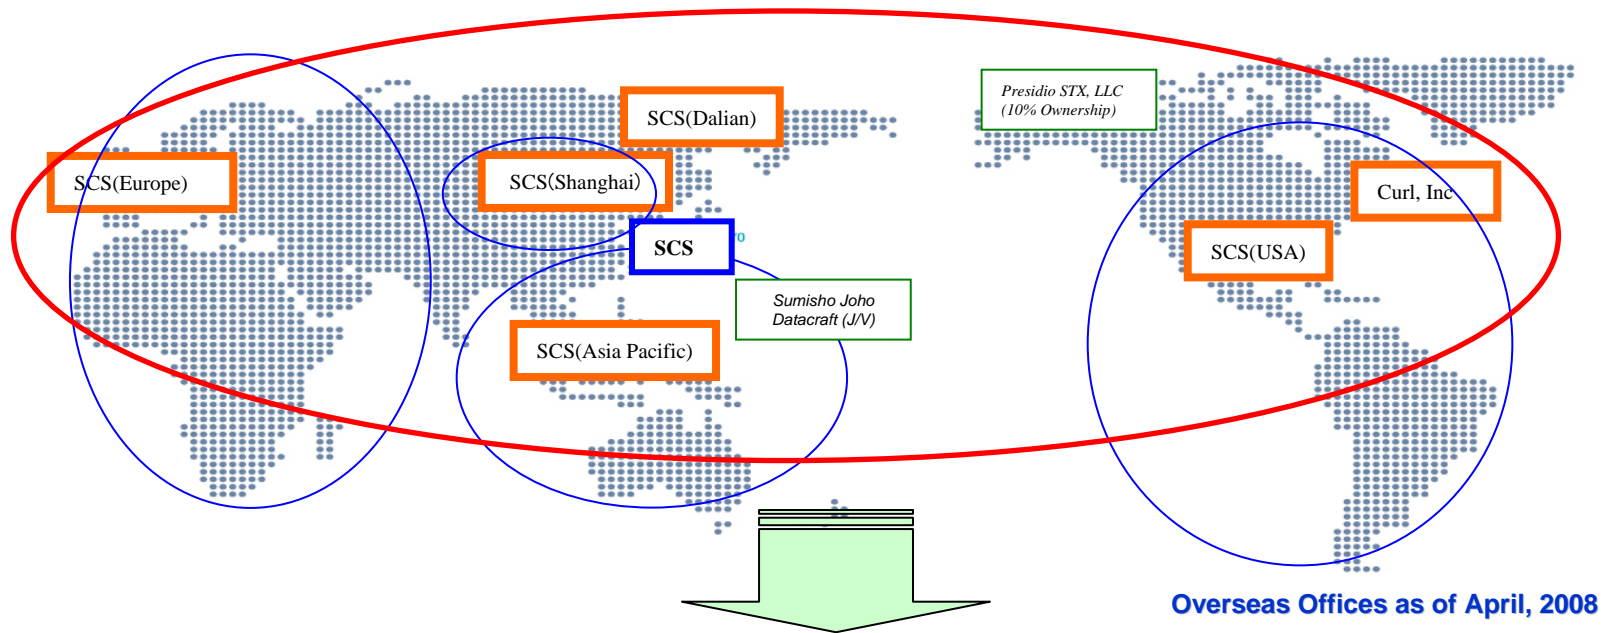 Presidio STX, LLC
(10% Ownership)
SCS(Dalian)
SCS(Europe)
SCS(Shanghai)
Curl, Inc
SCS
SCS(USA)
Sumisho Joho
Datacraft (J/V)
SCS(Asia Pacific)
Overseas Offices as of April, 2008